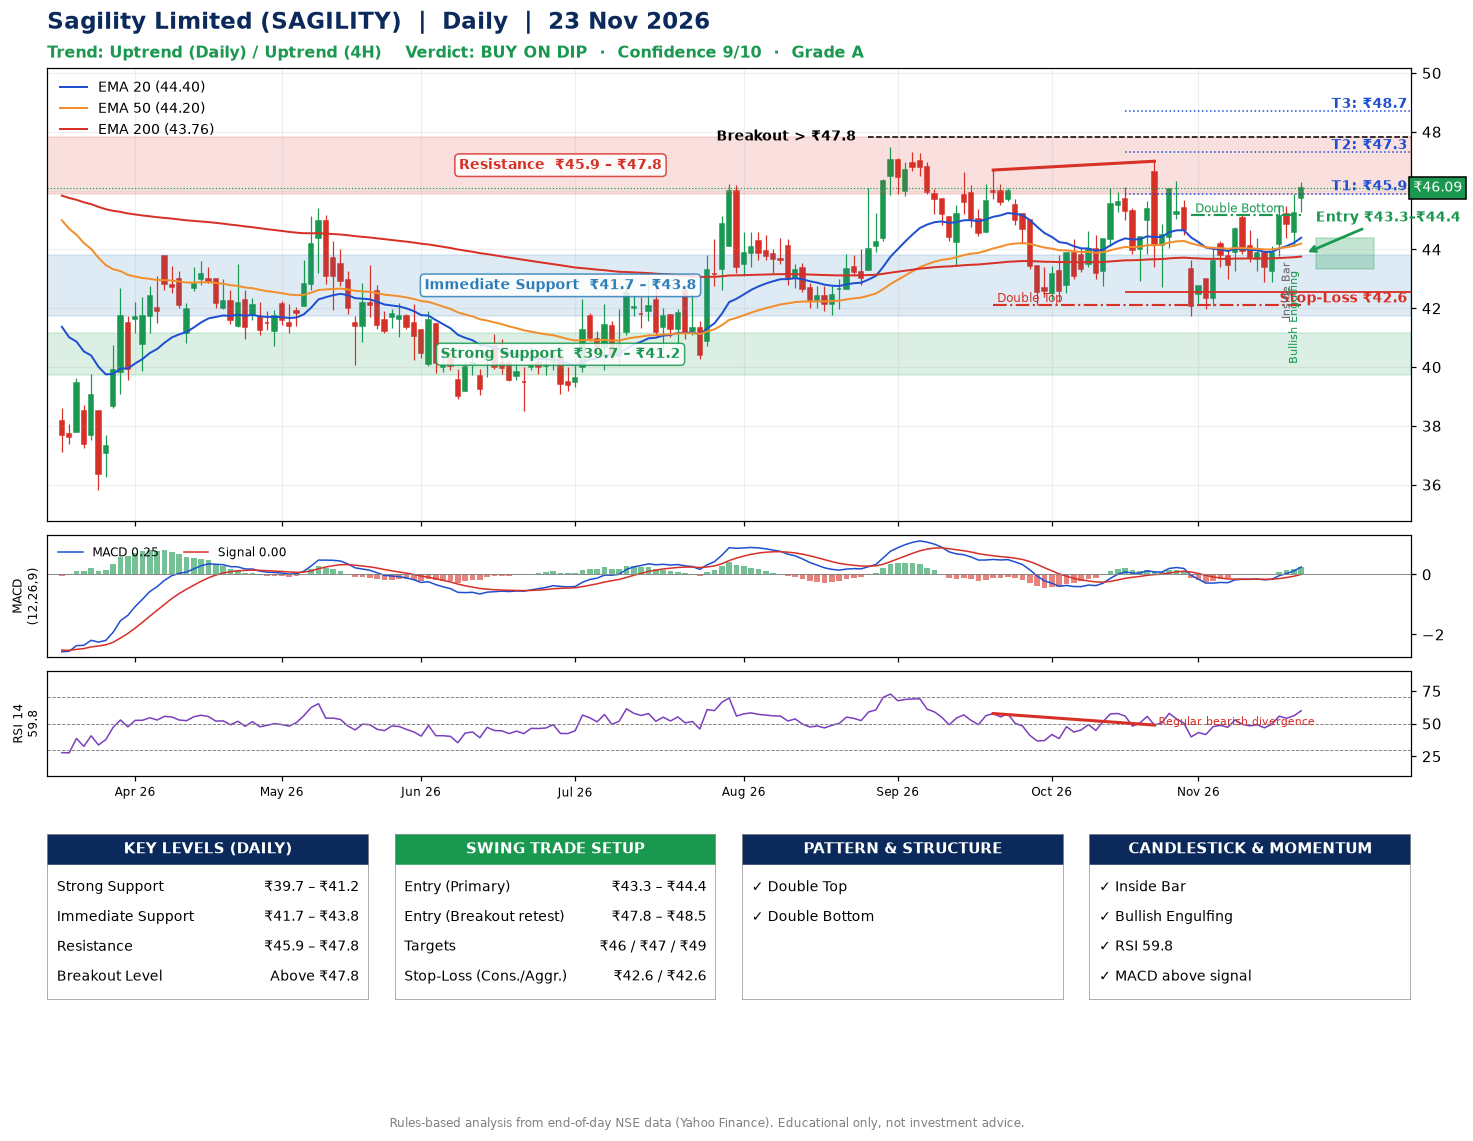 Sagility Limited (SAGILITY) | Daily | 23 Nov 2026
Trend: Uptrend (Daily) / Uptrend (4H) Verdict: BUY ON DIP · Confidence 9/10 · Grade A
EMA 20 (44.40)
EMA 50 (44.20)
EMA 200 (43.76)
Breakout > ₹47.8
Resistance ₹45.9 – ₹47.8
Immediate Support ₹41.7 – ₹43.8
Strong Support ₹39.7 – ₹41.2
T3: ₹48.7
T2: ₹47.3
T1: ₹45.9
₹46.09
Double Bottom
Entry ₹43.3–₹44.4
Double Top
Stop-Loss ₹42.6
Inside Bar
Bullish Engulfing
50
48
44
42
40
38
36
MACD 0.25
Signal 0.00
MACD
(12,26,9)
0
−2
RSI 14
59.8
Regular bearish divergence
75
50
25
Apr 26
May 26
Jun 26
Jul 26
Aug 26
Sep 26
Oct 26
Nov 26
KEY LEVELS (DAILY)
Strong Support ₹39.7 – ₹41.2
Immediate Support ₹41.7 – ₹43.8
Resistance ₹45.9 – ₹47.8
Breakout Level Above ₹47.8
SWING TRADE SETUP
Entry (Primary) ₹43.3 – ₹44.4
Entry (Breakout retest) ₹47.8 – ₹48.5
Targets ₹46 / ₹47 / ₹49
Stop-Loss (Cons./Aggr.) ₹42.6 / ₹42.6
PATTERN & STRUCTURE
✓ Double Top
✓ Double Bottom
CANDLESTICK & MOMENTUM
✓ Inside Bar
✓ Bullish Engulfing
✓ RSI 59.8
✓ MACD above signal
Rules-based analysis from end-of-day NSE data (Yahoo Finance). Educational only, not investment advice.